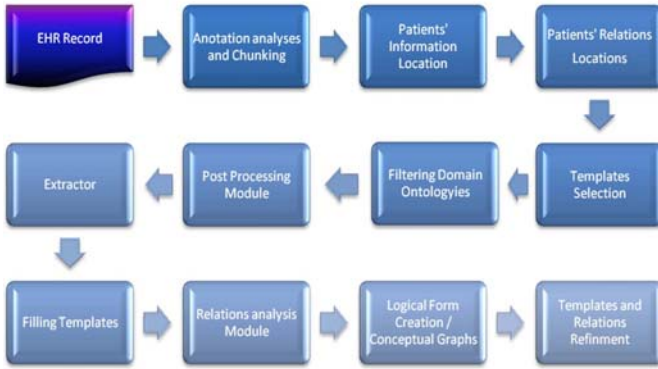 EHR Record
Anotation analyses
and Chunking
Patients'
Information
Location
Patients' Relations
Locations
Templates
Selection
Filtering Domain
Ontologyies
Post Processing
Module
Extractor
Filling Templates
Relations analysis
Module
Logical Form
Creation /
Conceptual Graphs
Templates and
Relations
Refinment